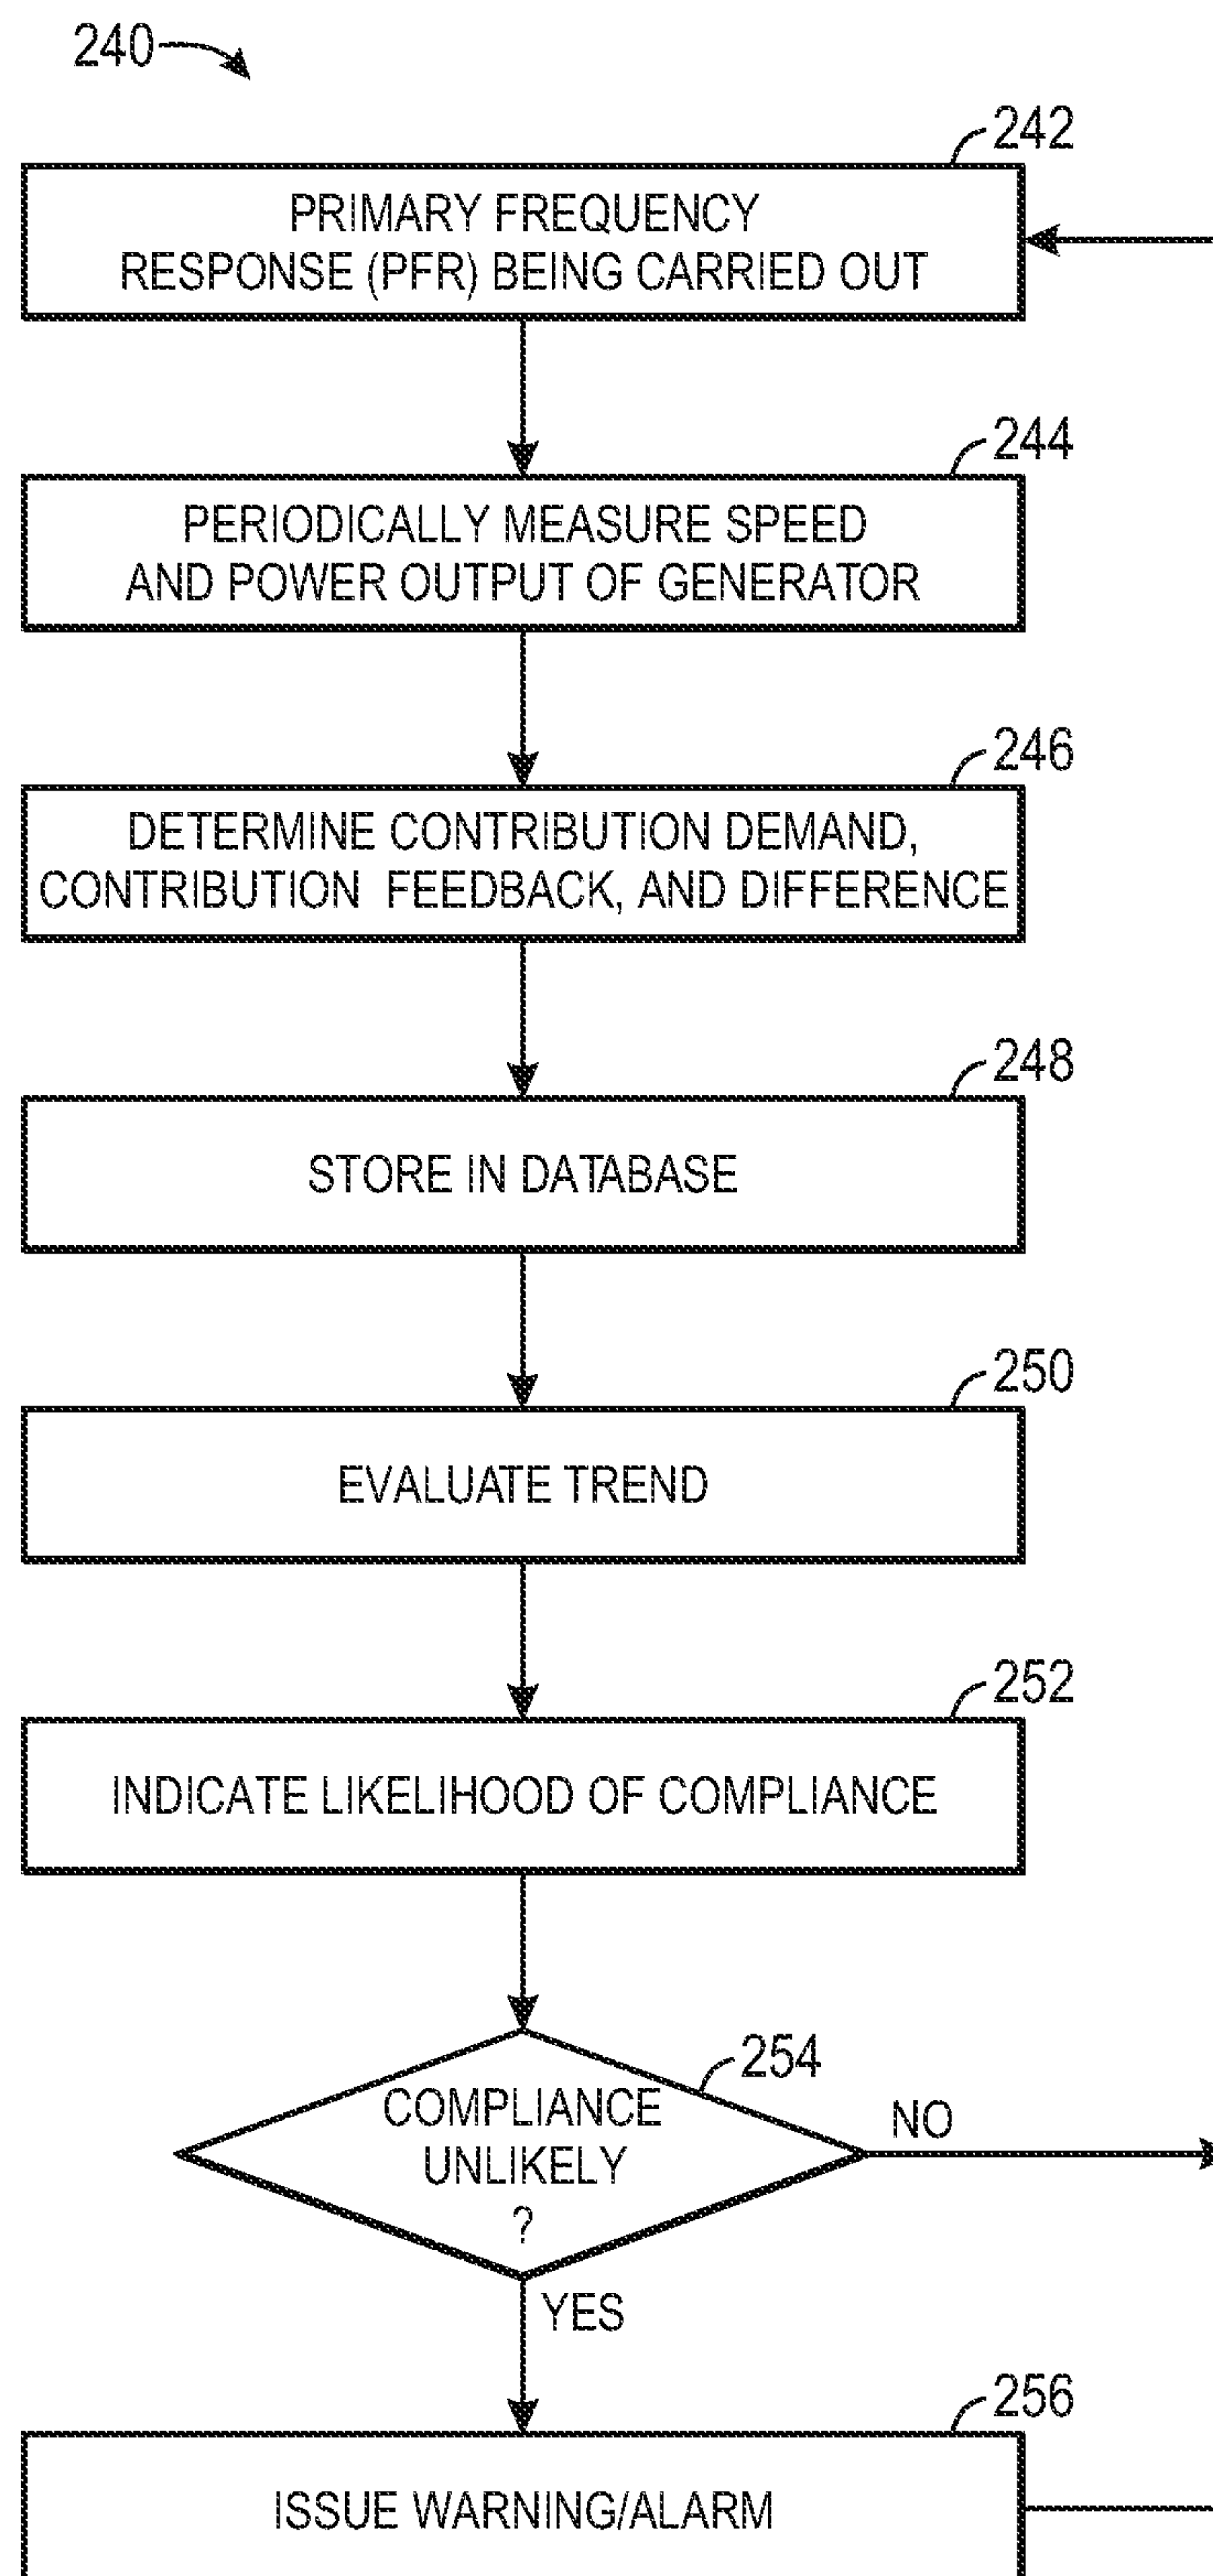 240
242
PRIMARY FREQUENCY
RESPONSE (PFR) BEING CARRIED OUT
244
PERIODICALLY MEASURE SPEED
AND POWER OUTPUT OF GENERATOR
246
DETERMINE CONTRIBUTION DEMAND,
CONTRIBUTION FEEDBACK, AND DIFFERENCE
248
STORE IN DATABASE
250
EVALUATE TREND
252
INDICATE LIKELIHOOD OF COMPLIANCE
254
COMPLIANCE
UNLIKELY
?
NO
YES
256
ISSUE WARNING/ALARM